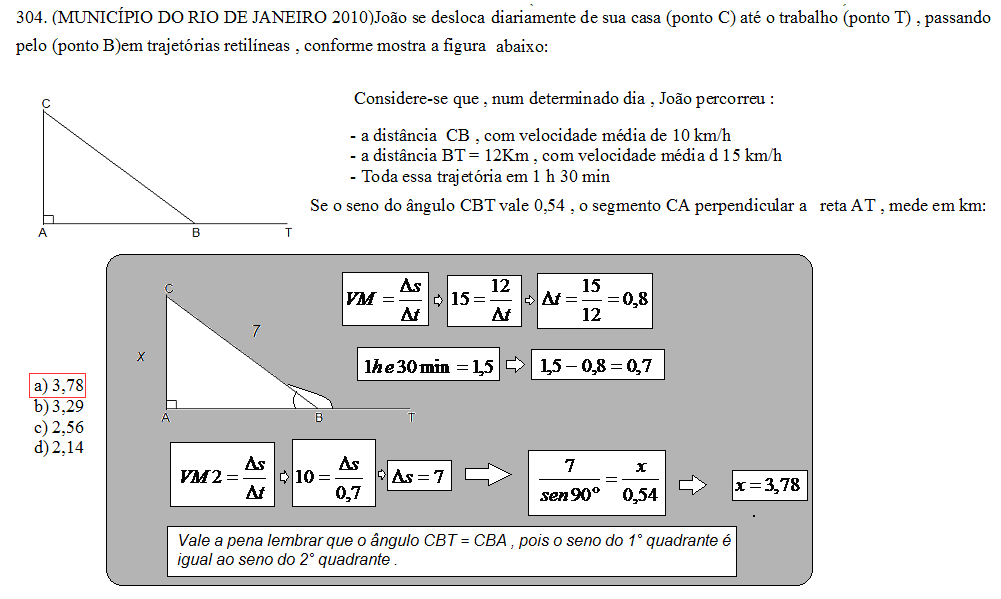 304. (MUNICÍPIO DO RIO DE JANEIRO 2010)João se desloca diariamente de sua casa (ponto C) até o trabalho (ponto T) , passando
pelo (ponto B)em trajetórias retilíneas , conforme mostra a figura abaixo:
C
A
B
T
Considere-se que , num determinado dia , João percorreu :
- a distância CB , com velocidade média de 10 km/h
- a distância BT = 12Km , com velocidade média d 15 km/h
- Toda essa trajetória em 1 h 30 min
Se o seno do ângulo CBT vale 0,54 , o segmento CA perpendicular a reta AT , mede em km:
a) 3,78
b) 3,29
c) 2,56
d) 2,14
C
7
X
A
B
T
VM = Δs/Δt ⇨ 15 = 12/Δt ⇨ Δt = 15/12 = 0,8
1h e 30 min = 1,5 ⇨ 1,5 − 0,8 = 0,7
VM 2 = Δs/Δt ⇨ 10 = Δs/0,7 ⇨ Δs = 7 ⇨ 7/sen90° = x/0,54 ⇨ x = 3,78
Vale a pena lembrar que o ângulo CBT = CBA , pois o seno do 1° quadrante é
igual ao seno do 2° quadrante .